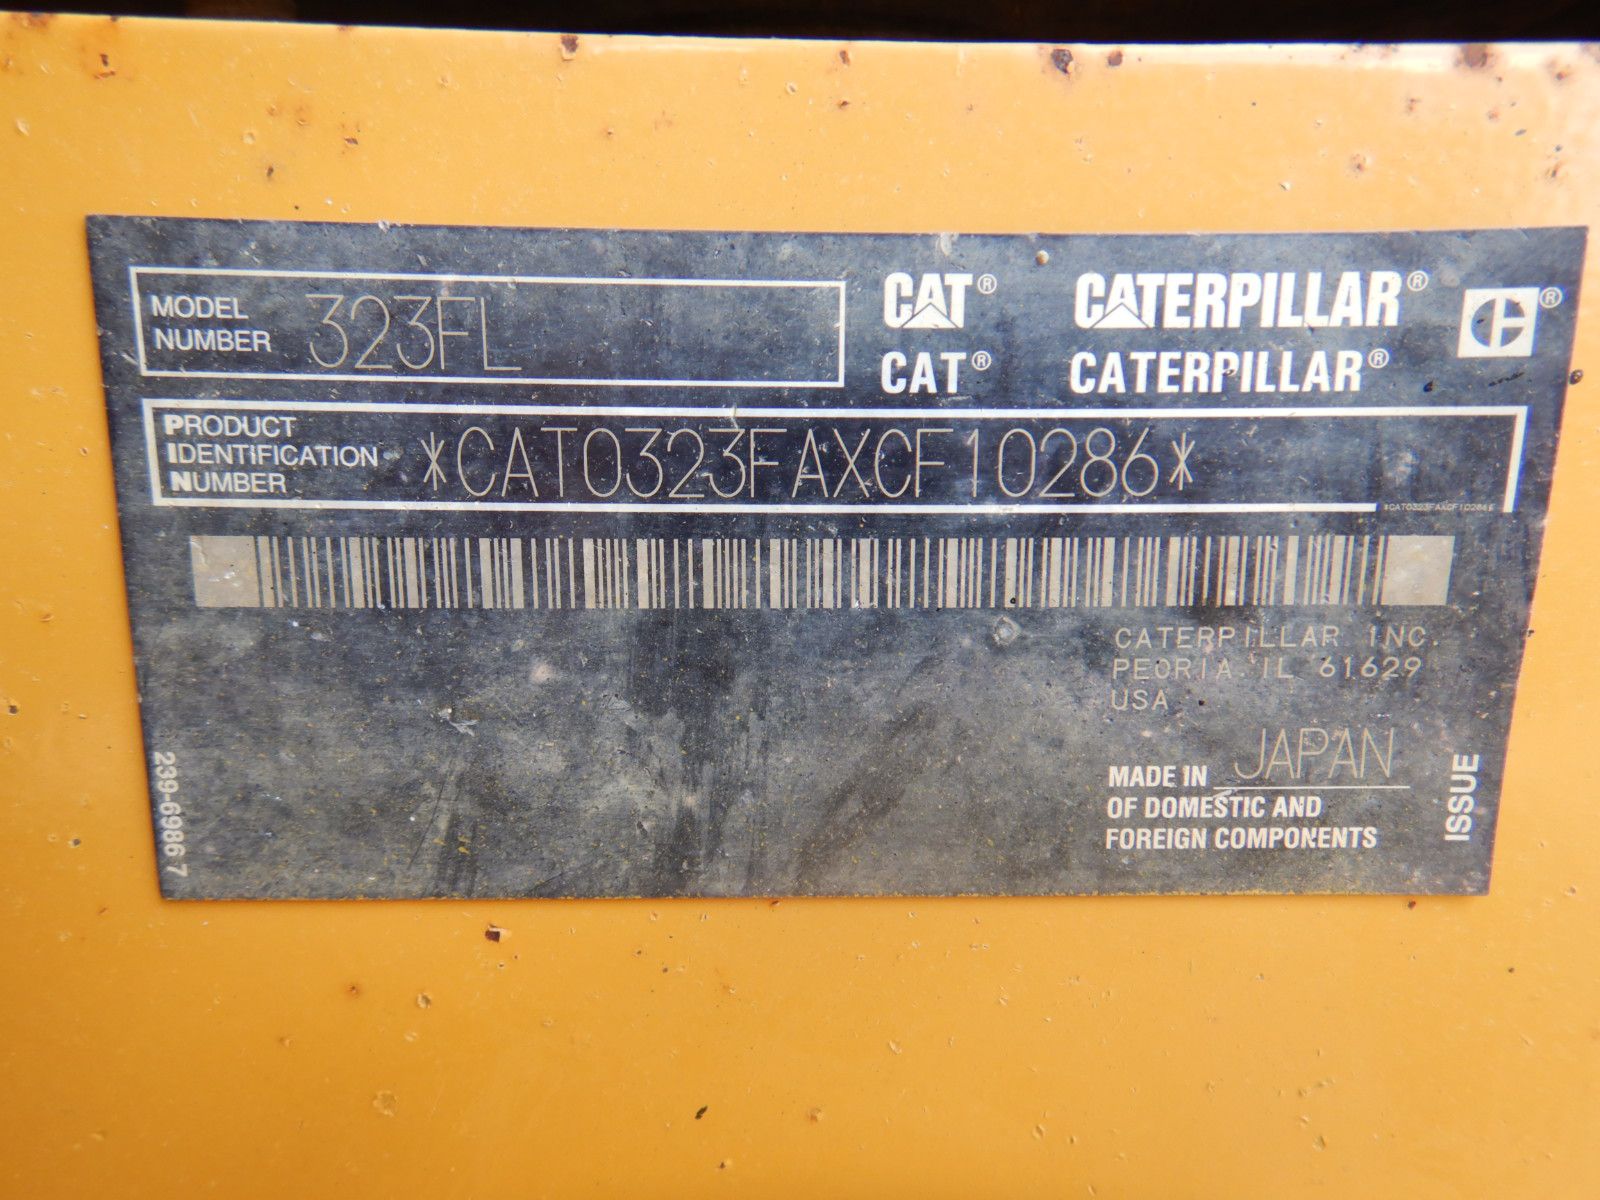 MODEL
NUMBER 323FL
CAT® CATERPILLAR® ®
CAT® CATERPILLAR®
PRODUCT
IDENTIFICATION
NUMBER *CAT0323FAXCF10286*
*CAT0323FAXCF10286*
CATERPILLAR INC.
PEORIA IL 61629
USA
MADE IN JAPAN
OF DOMESTIC AND
FOREIGN COMPONENTS
ISSUE
239-6986 7